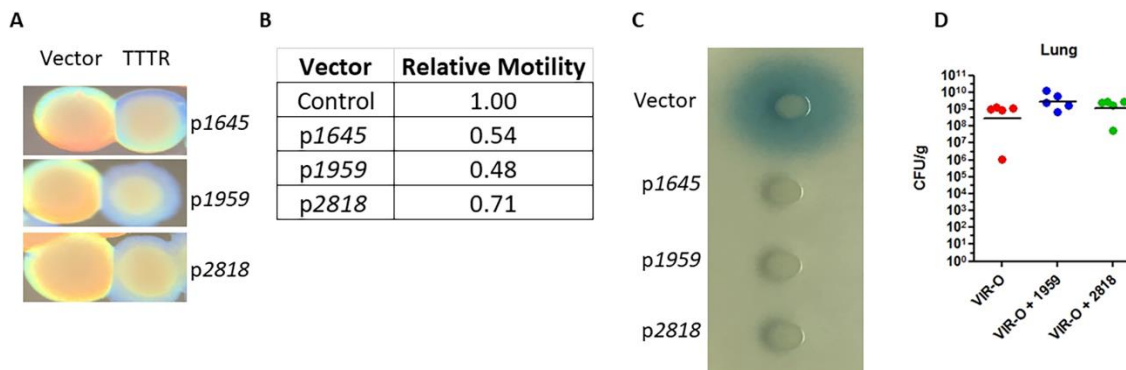 A
Vector TTTR
p1645
p1959
p2818
B
Vector Relative Motility
Control 1.00
p1645 0.54
p1959 0.48
p2818 0.71
C
Vector
p1645
p1959
p2818
D
Lung
CFU/g
10¹¹
10¹⁰
10⁹
10⁸
10⁷
10⁶
10⁵
10⁴
10³
10²
10¹
10⁰
VIR-O
VIR-O + 1959
VIR-O + 2818